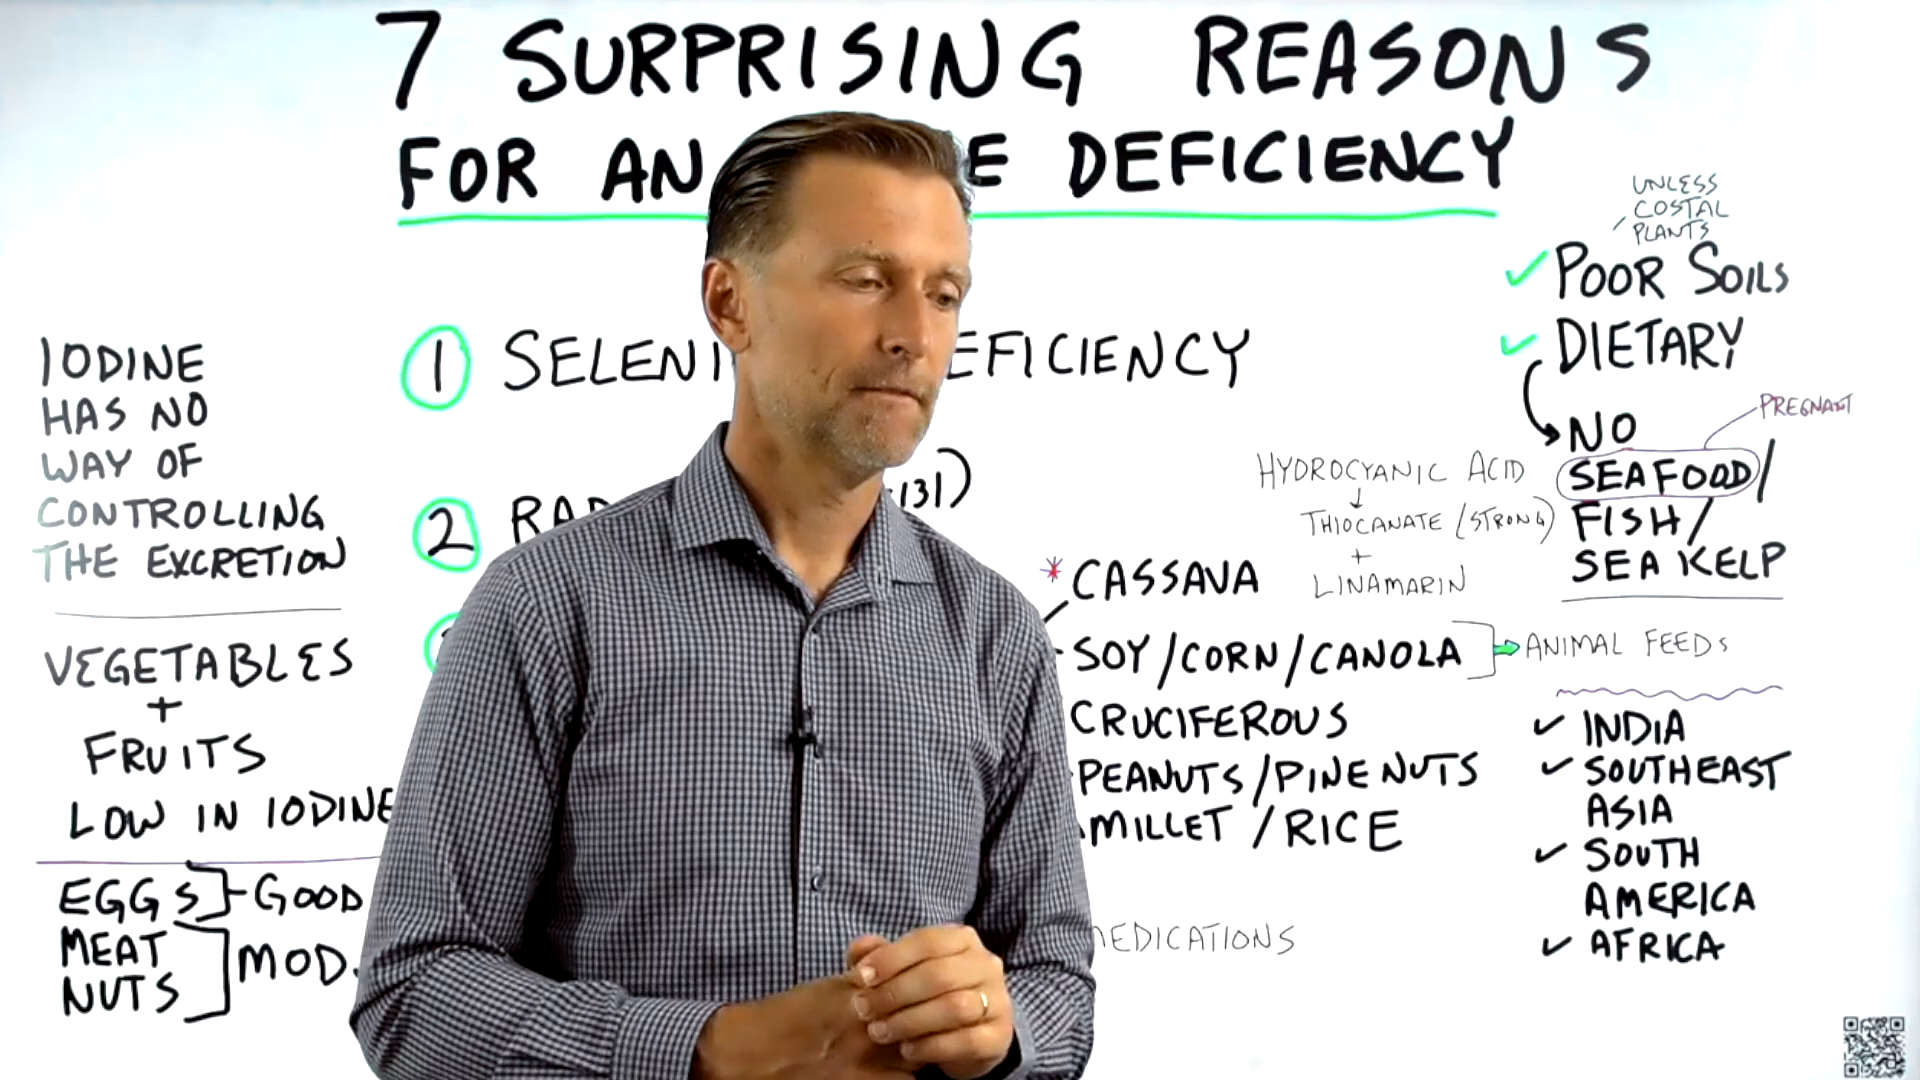 7 SURPRISING REASONS
FOR AN E DEFICIENCY
UNLESS
COSTAL
PLANTS
✓ POOR SOILS
✓ DIETARY
NO
SEAFOOD/
FISH/
SEA KELP
PREGNANT
IODINE
HAS NO
WAY OF
CONTROLLING
THE EXCRETION
VEGETABLES
+
FRUITS
LOW IN IODINE
EGGS GOOD
MEAT
NUTS MOD.
1 SELENI EFICIENCY
2 RAD 131)
HYDROCYANIC ACID
↓
THIOCANATE (STRONG)
+
LINAMARIN
* CASSAVA
SOY/CORN/CANOLA → ANIMAL FEEDS
CRUCIFEROUS
PEANUTS/PINE NUTS
MILLET/RICE
MEDICATIONS
✓ INDIA
✓ SOUTHEAST
ASIA
✓ SOUTH
AMERICA
✓ AFRICA